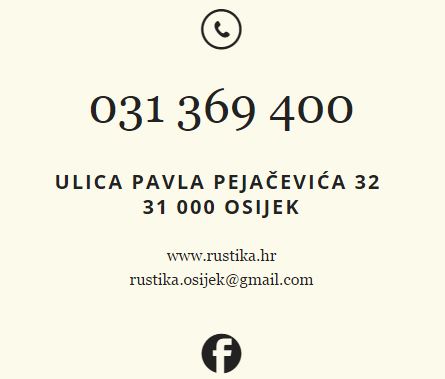 031 369 400
ULICA PAVLA PEJAČEVIĆA 32
31 000 OSIJEK
www.rustika.hr
rustika.osijek@gmail.com